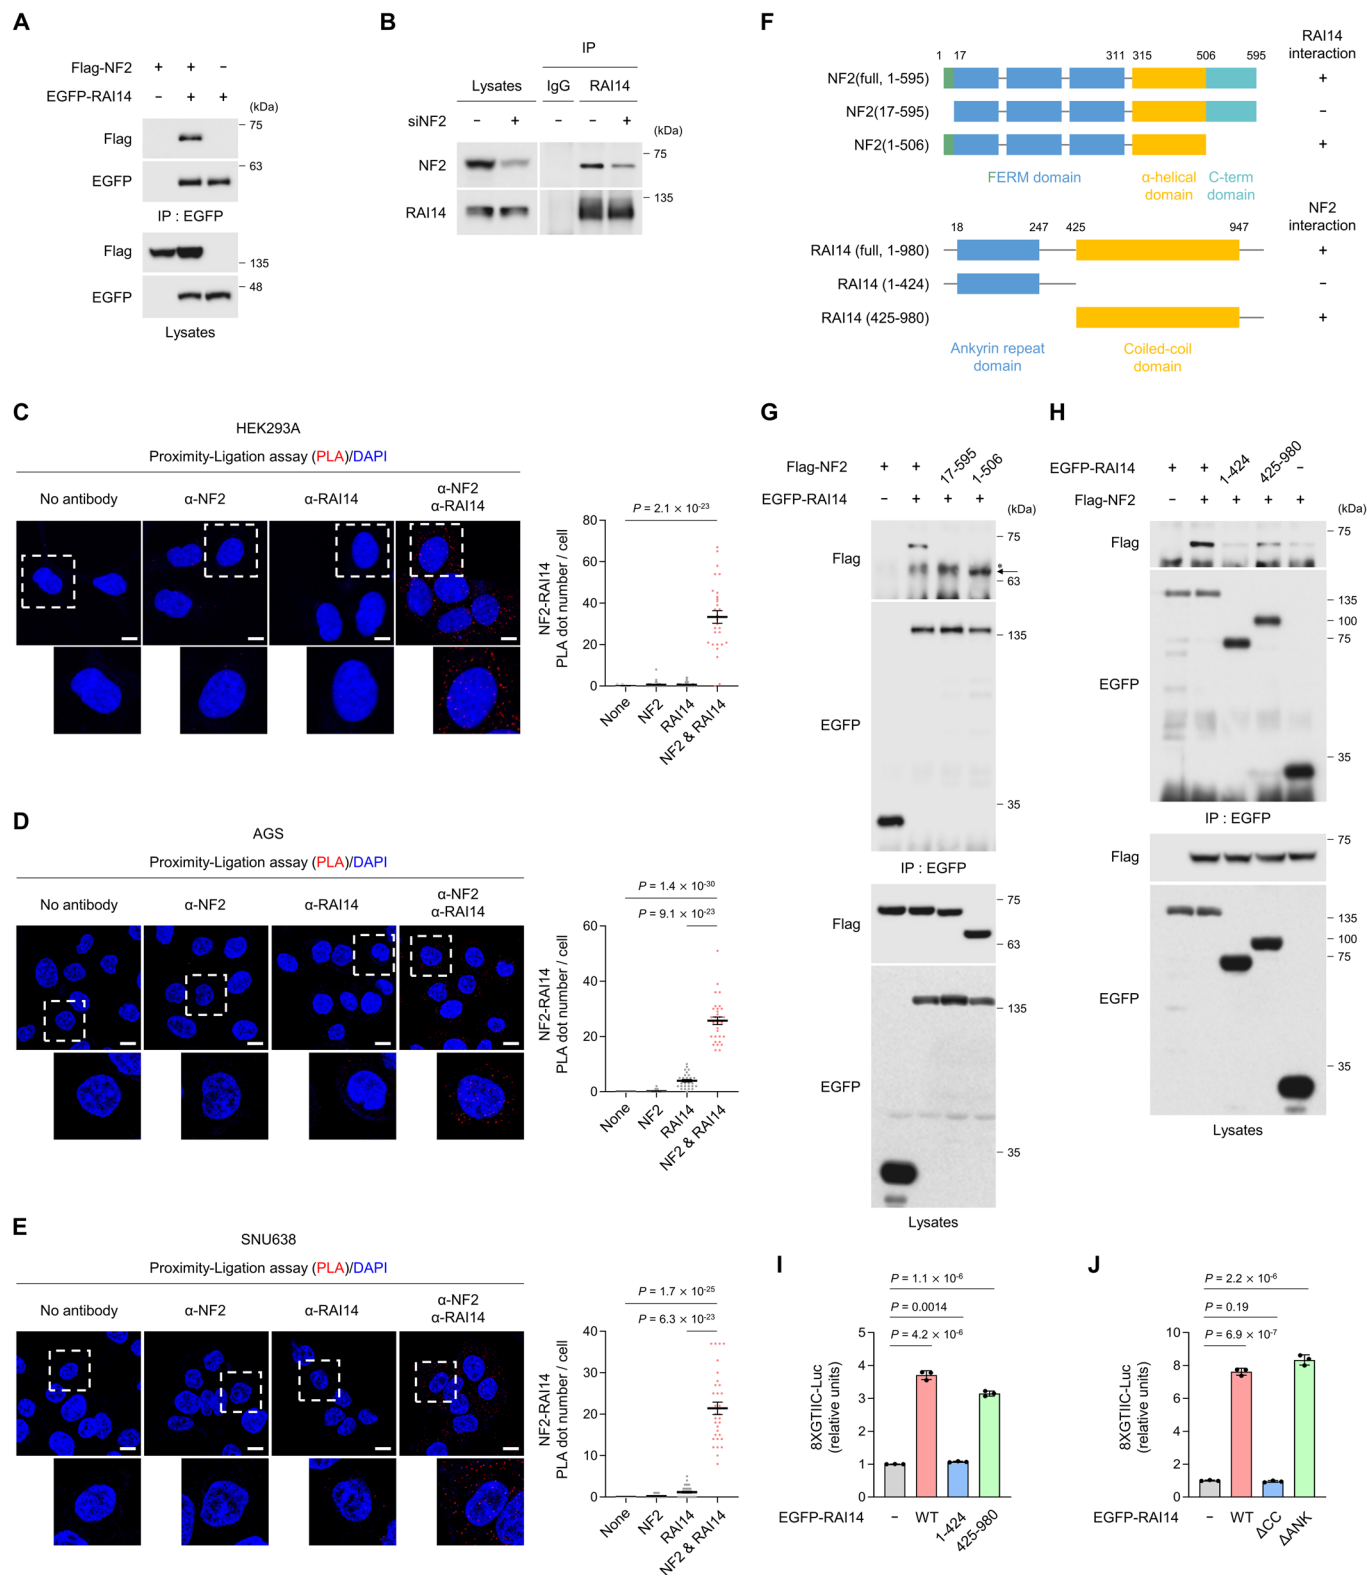 A
Flag-NF2 + + −
EGFP-RAI14 − + +
(kDa)
Flag
75
EGFP
63
IP : EGFP
Flag
135
EGFP
48
Lysates
B
IP
Lysates IgG RAI14
siNF2 − + − − +
(kDa)
NF2
75
RAI14
135
C
HEK293A
Proximity-Ligation assay (PLA)/DAPI
No antibody α-NF2 α-RAI14 α-NF2
α-RAI14
P = 2.1 × 10-23
NF2-RAI14
PLA dot number / cell
80
60
40
20
0
None NF2 RAI14 NF2 & RAI14
D
AGS
Proximity-Ligation assay (PLA)/DAPI
No antibody α-NF2 α-RAI14 α-NF2
α-RAI14
P = 1.4 × 10-30
P = 9.1 × 10-23
NF2-RAI14
PLA dot number / cell
60
40
20
0
None NF2 RAI14 NF2 & RAI14
E
SNU638
Proximity-Ligation assay (PLA)/DAPI
No antibody α-NF2 α-RAI14 α-NF2
α-RAI14
P = 1.7 × 10-25
P = 6.3 × 10-23
NF2-RAI14
PLA dot number / cell
40
30
20
10
0
None NF2 RAI14 NF2 & RAI14
F
RAI14
interaction
1 17 311 315 506 595
NF2(full, 1-595) +
NF2(17-595) −
NF2(1-506) +
FERM domain α-helical
domain C-term
domain
NF2
interaction
18 247 425 947
RAI14 (full, 1-980) +
RAI14 (1-424) −
RAI14 (425-980) +
Ankyrin repeat
domain
Coiled-coil
domain
G
Flag-NF2 + + 17-595 1-506
EGFP-RAI14 − + + +
(kDa)
Flag
75
*
63
EGFP
135
35
IP : EGFP
Flag
75
63
EGFP
135
35
Lysates
H
EGFP-RAI14 + + 1-424 425-980 −
Flag-NF2 − + + + +
(kDa)
Flag
75
EGFP
135
100
75
35
IP : EGFP
Flag
75
EGFP
135
100
75
35
Lysates
I
P = 1.1 × 10-6
P = 0.0014
P = 4.2 × 10-6
8XGTIIC-Luc
(relative units)
5
4
3
2
1
0
EGFP-RAI14 − WT 1-424 425-980
J
P = 2.2 × 10-6
P = 0.19
P = 6.9 × 10-7
8XGTIIC-Luc
(relative units)
10
8
6
4
2
0
EGFP-RAI14 − WT ΔCC ΔANK